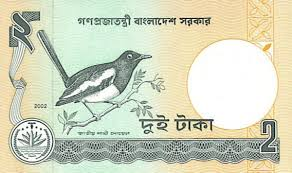 গণপ্রজাতন্ত্রী বাংলাদেশ সরকার
২
2002
জাতীয় পাখী দোয়েল
দুই টাকা
2